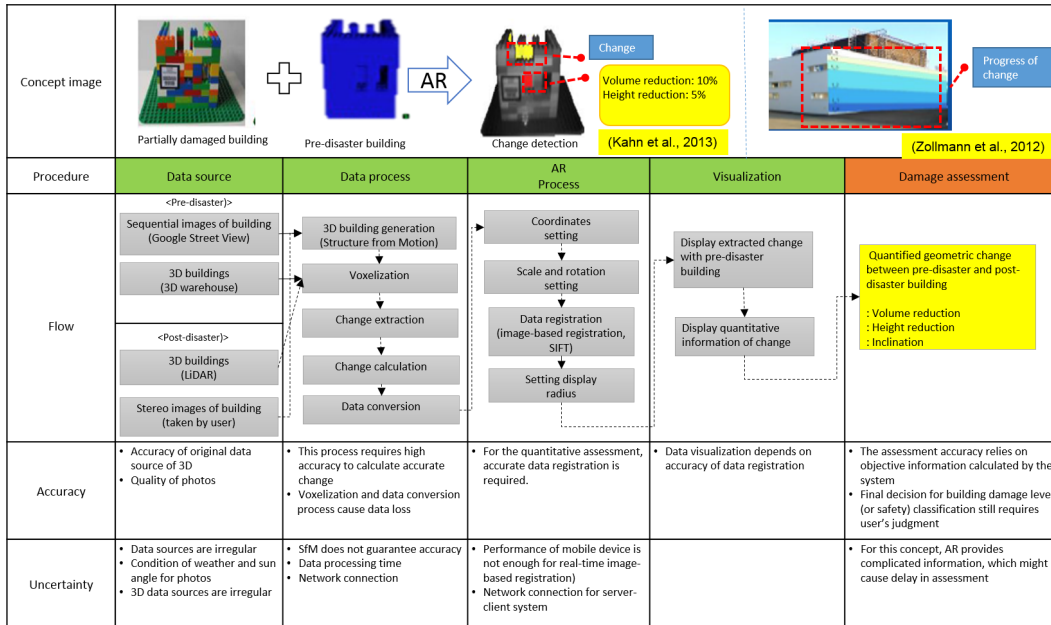 Concept image
Partially damaged building
Pre-disaster building
AR
Change detection
Change
Volume reduction: 10%
Height reduction: 5%
(Kahn et al., 2013)
Progress of
change
(Zollmann et al., 2012)
Procedure
Data source
Data process
AR
Process
Visualization
Damage assessment
Flow
<Pre-disaster)>
Sequential images of building
(Google Street View)
3D buildings
(3D warehouse)
<Post-disaster)>
3D buildings
(LiDAR)
Stereo images of building
(taken by user)
3D building generation
(Structure from Motion)
Voxelization
Change extraction
Change calculation
Data conversion
Coordinates
setting
Scale and rotation
setting
Data registration
(image-based registration,
SIFT)
Setting display
radius
Display extracted change
with pre-disaster
building
Display quantitative
information of change
Quantified geometric change
between pre-disaster and post-
disaster building
: Volume reduction
: Height reduction
: Inclination
Accuracy
• Accuracy of original data
source of 3D
• Quality of photos
• This process requires high
accuracy to calculate accurate
change
• Voxelization and data conversion
process cause data loss
• For the quantitative assessment,
accurate data registration is
required.
• Data visualization depends on
accuracy of data registration
• The assessment accuracy relies on
objective information calculated by the
system
• Final decision for building damage level
(or safety) classification still requires
user's judgment
Uncertainty
• Data sources are irregular
• Condition of weather and sun
angle for photos
• 3D data sources are irregular
• SfM does not guarantee accuracy
• Data processing time
• Network connection
• Performance of mobile device is
not enough for real-time image-
based registration)
• Network connection for server-
client system
• For this concept, AR provides
complicated information, which might
cause delay in assessment